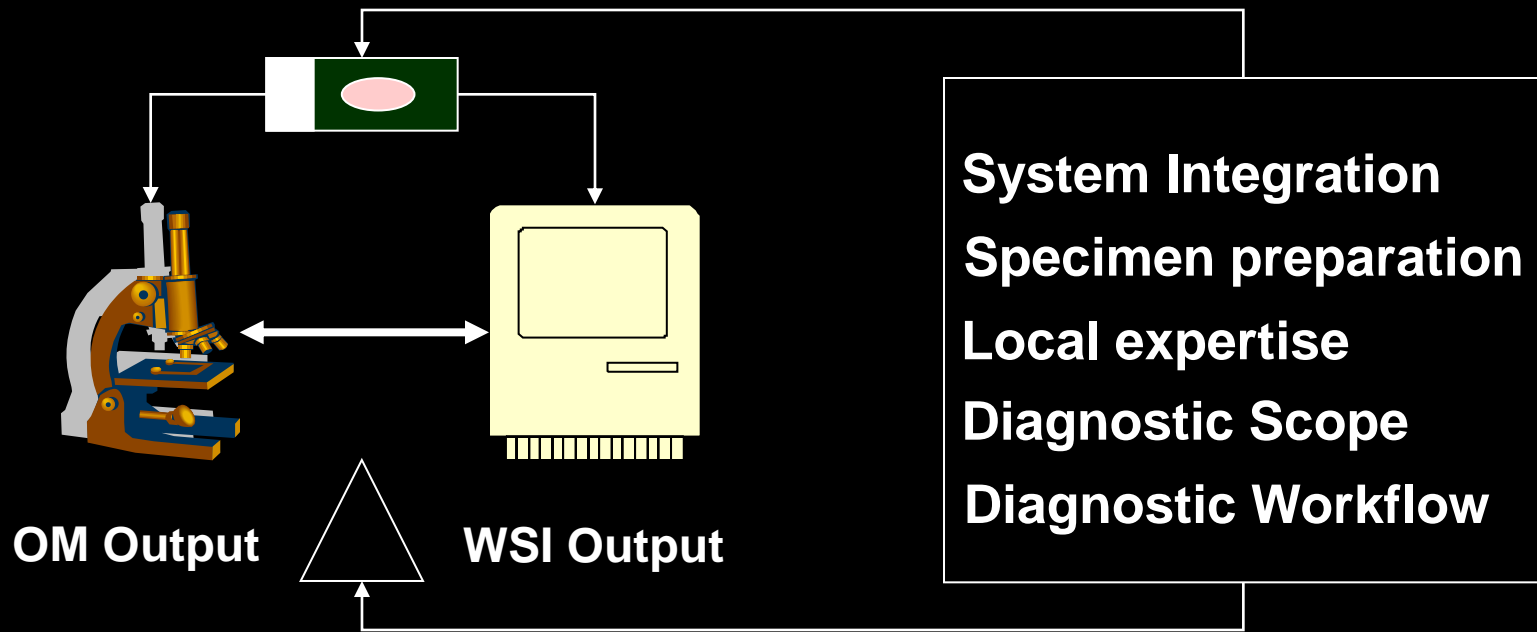 System Integration
Specimen preparation
Local expertise
Diagnostic Scope
Diagnostic Workflow
OM Output
WSI Output